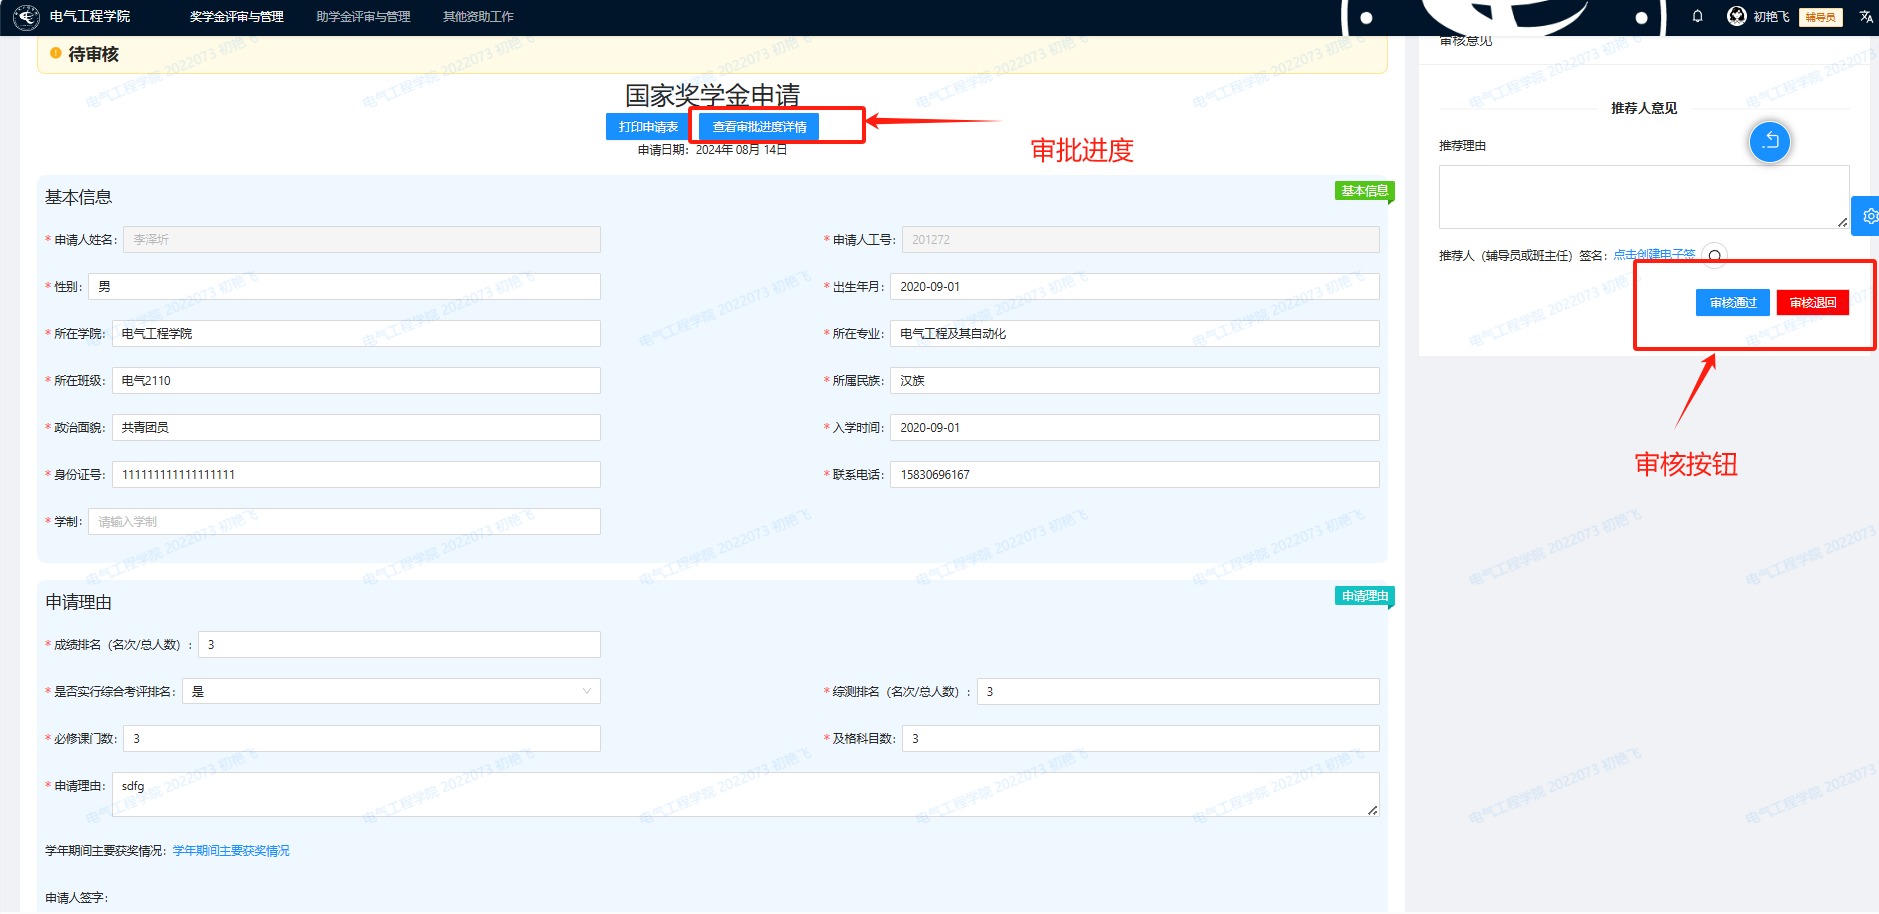 电气工程学院 奖学金评审与管理 助学金评审与管理 其他资助工作 初艳飞 辅导员
待审核
国家奖学金申请
打印申请表 查看审批进度详情
审批进度
申请日期：2024年 08月 14日
基本信息 基本信息
* 申请人姓名： 李泽圻 * 申请人工号： 201272
* 性别： 男 * 出生年月： 2020-09-01
* 所在学院： 电气工程学院 * 所在专业： 电气工程及其自动化
* 所在班级： 电气2110 * 所属民族： 汉族
* 政治面貌： 共青团员 * 入学时间： 2020-09-01
* 身份证号： 111111111111111111 * 联系电话： 15830696167
* 学制： 请输入学制
申请理由 申请理由
* 成绩排名（名次/总人数）： 3
* 是否实行综合考评排名： 是 * 综测排名（名次/总人数）： 3
* 必修课门数： 3 * 及格科目数： 3
* 申请理由： sdfg
学年期间主要获奖情况：学年期间主要获奖情况
申请人签字：
审核意见
推荐人意见
推荐理由
推荐人（辅导员或班主任）签名：点击创建电子签
审核通过 审核退回
审核按钮
电气工程学院 2022073 初艳飞